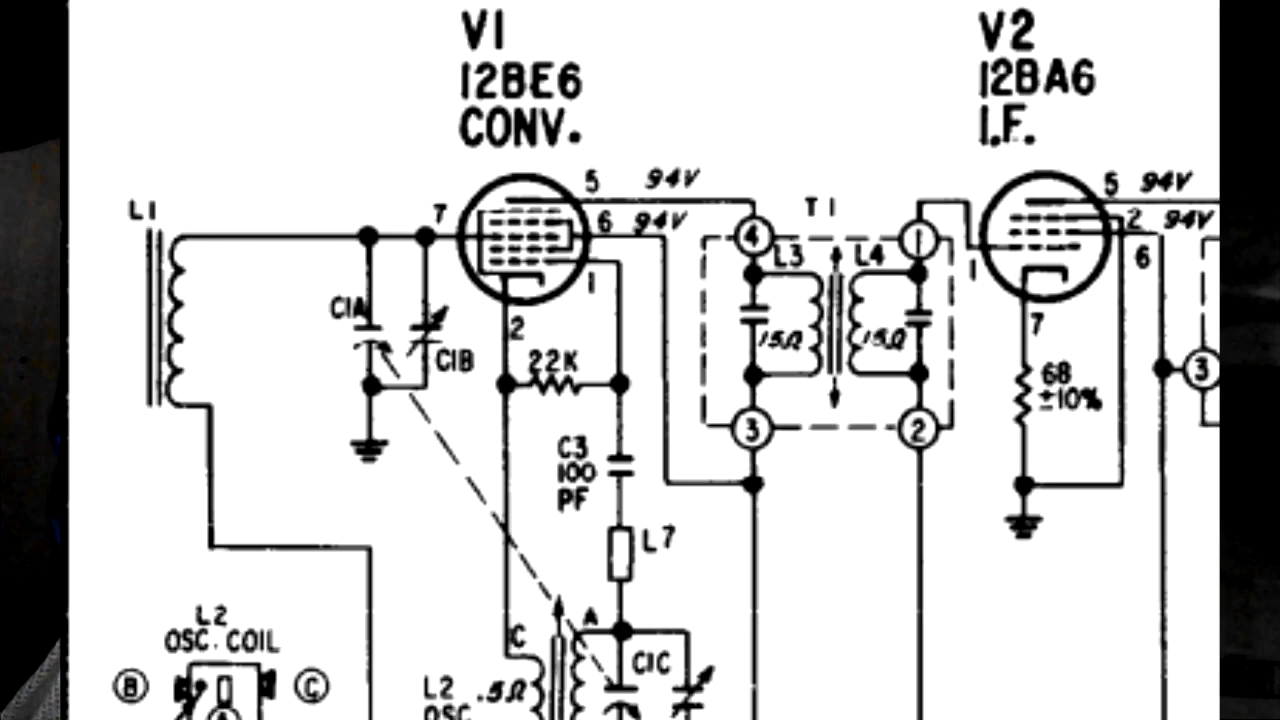 V1
12BE6
CONV.
V2
12BA6
I.F.
L1
7
5
94V
6
94V
1
2
T1
4
1
L3
L4
15Ω
15Ω
3
2
1
5
94V
2
94V
6
7
68
±10%
3
C1A
C1B
22K
C3
100
PF
L7
A
C
C1C
L2
OSC. COIL
B
C
A
L2
.5Ω
OSC